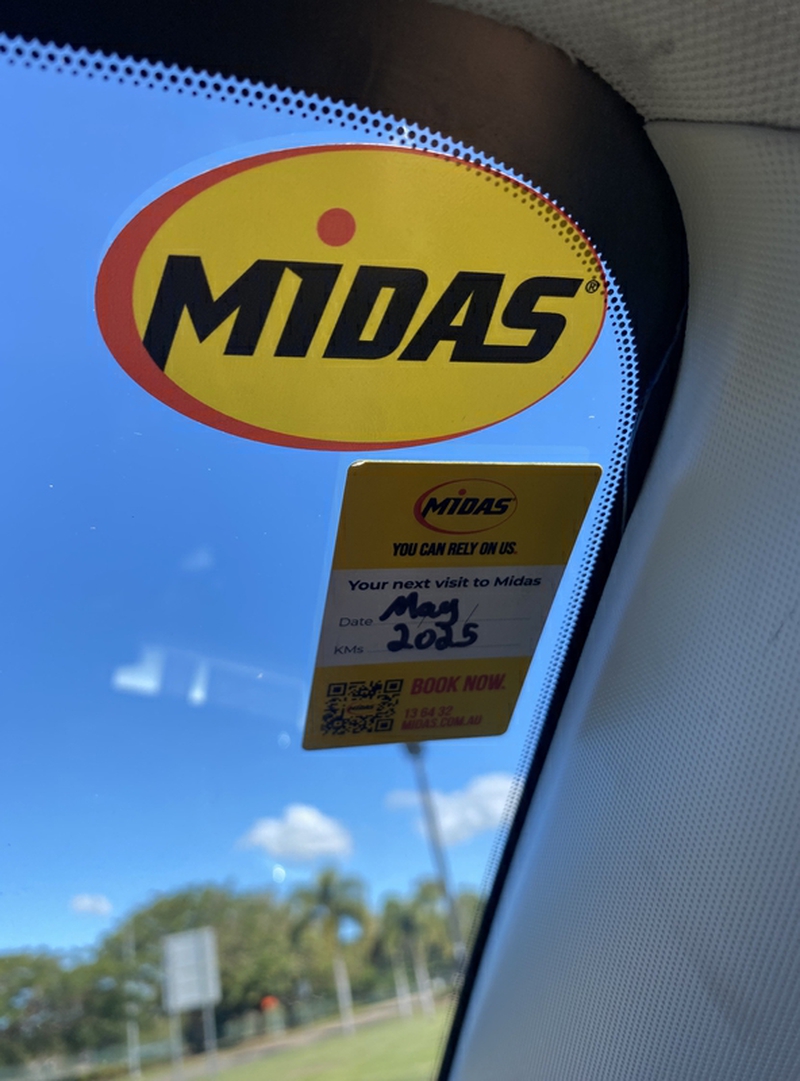 MIDAS®
MIDAS
YOU CAN RELY ON US.
Your next visit to Midas
Date May
KMs 2025
BOOK NOW.
13 64 32
MIDAS.COM.AU